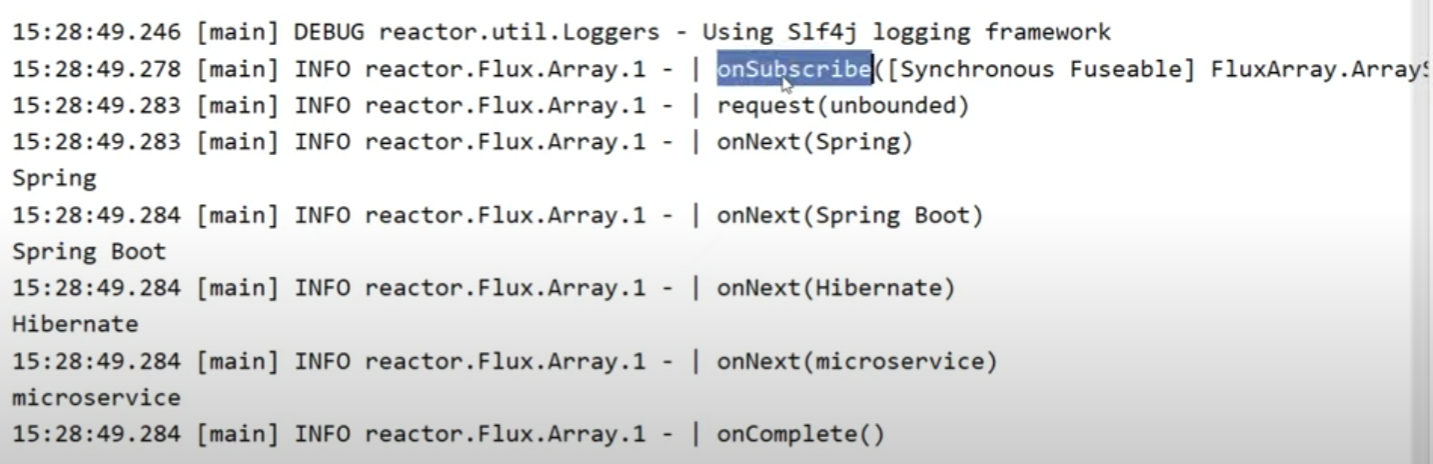 15:28:49.246 [main] DEBUG reactor.util.Loggers - Using Slf4j logging framework
15:28:49.278 [main] INFO reactor.Flux.Array.1 - | onSubscribe([Synchronous Fuseable] FluxArray.Array
15:28:49.283 [main] INFO reactor.Flux.Array.1 - | request(unbounded)
15:28:49.283 [main] INFO reactor.Flux.Array.1 - | onNext(Spring)
Spring
15:28:49.284 [main] INFO reactor.Flux.Array.1 - | onNext(Spring Boot)
Spring Boot
15:28:49.284 [main] INFO reactor.Flux.Array.1 - | onNext(Hibernate)
Hibernate
15:28:49.284 [main] INFO reactor.Flux.Array.1 - | onNext(microservice)
microservice
15:28:49.284 [main] INFO reactor.Flux.Array.1 - | onComplete()